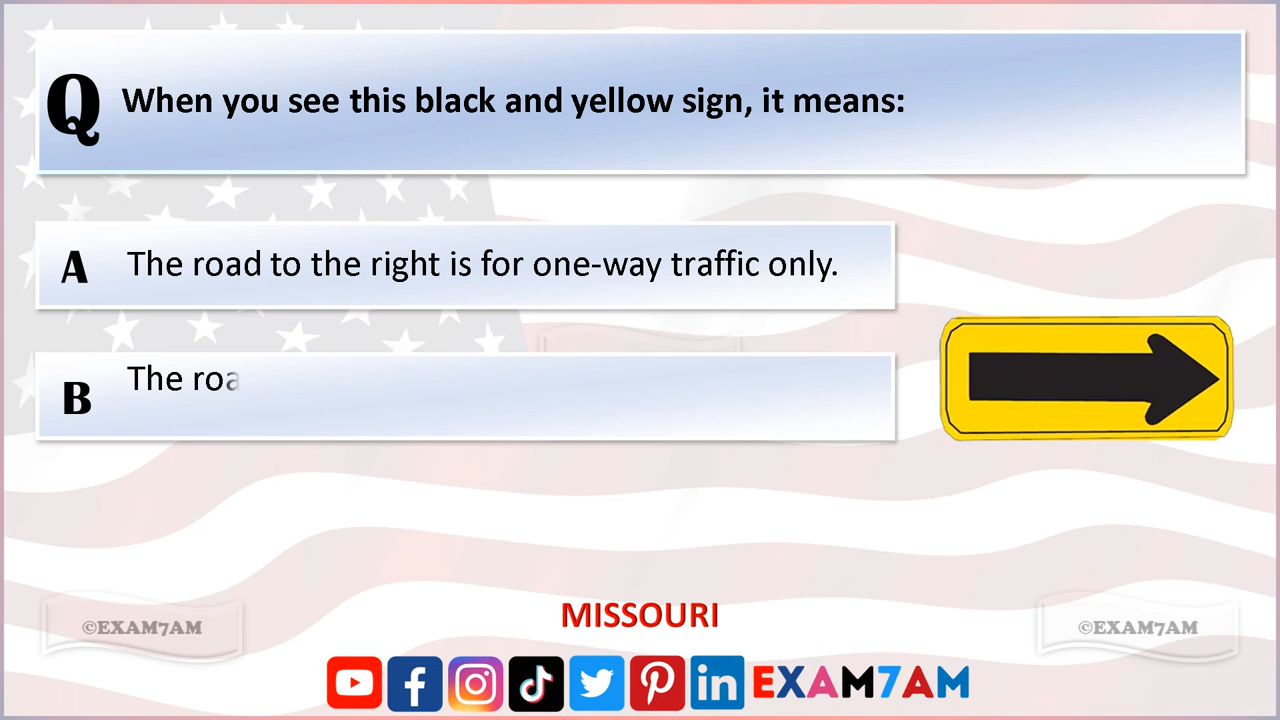 Q When you see this black and yellow sign, it means:
A The road to the right is for one-way traffic only.
B The roa
MISSOURI
©EXAM7AM
©EXAM7AM
in EXAM7AM